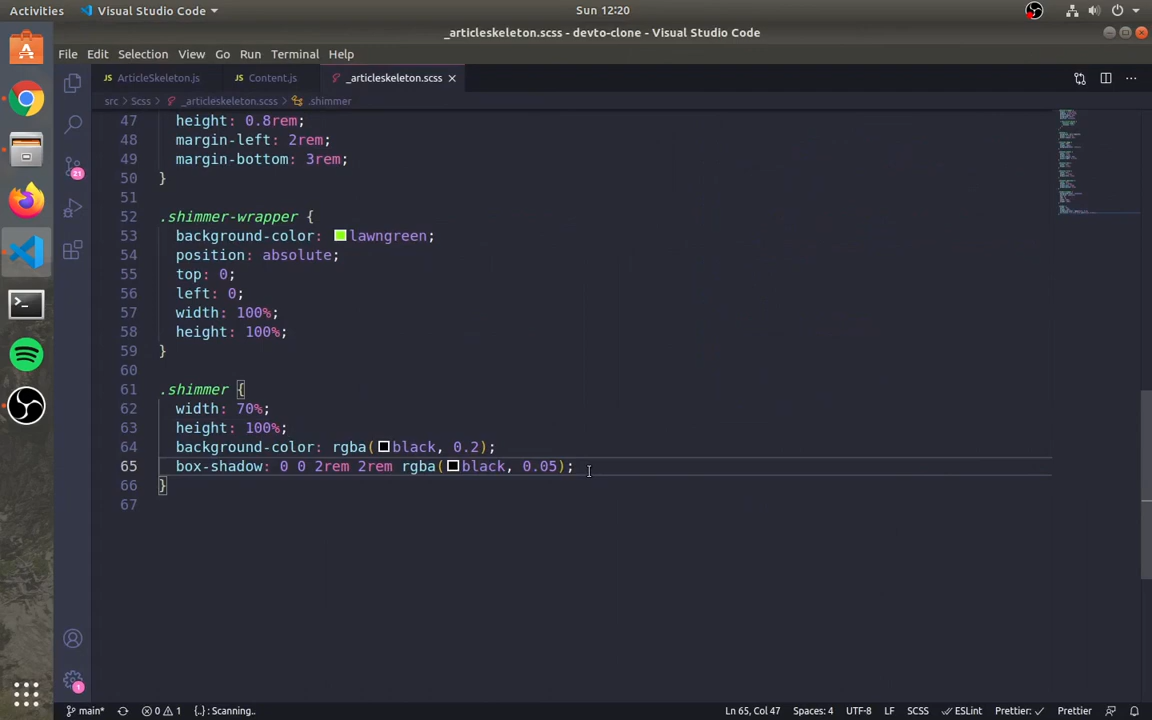 Activities
Visual Studio Code
Sun 12:20
_articleskeleton.scss - devto-clone - Visual Studio Code
File Edit Selection View Go Run Terminal Help
ArticleSkeleton.js
Content.js
_articleskeleton.scss
src > Scss > _articleskeleton.scss > .shimmer
47 height: 0.8rem;
48 margin-left: 2rem;
49 margin-bottom: 3rem;
50 }
51
52 .shimmer-wrapper {
53 background-color: lawngreen;
54 position: absolute;
55 top: 0;
56 left: 0;
57 width: 100%;
58 height: 100%;
59 }
60
61 .shimmer {
62 width: 70%;
63 height: 100%;
64 background-color: rgba(black, 0.2);
65 box-shadow: 0 0 2rem 2rem rgba(black, 0.05);
66 }
67
21
1
main*
0 1
{..} : Scanning..
Ln 65, Col 47
Spaces: 4
UTF-8
LF
SCSS
ESLint
Prettier: ✓
Prettier